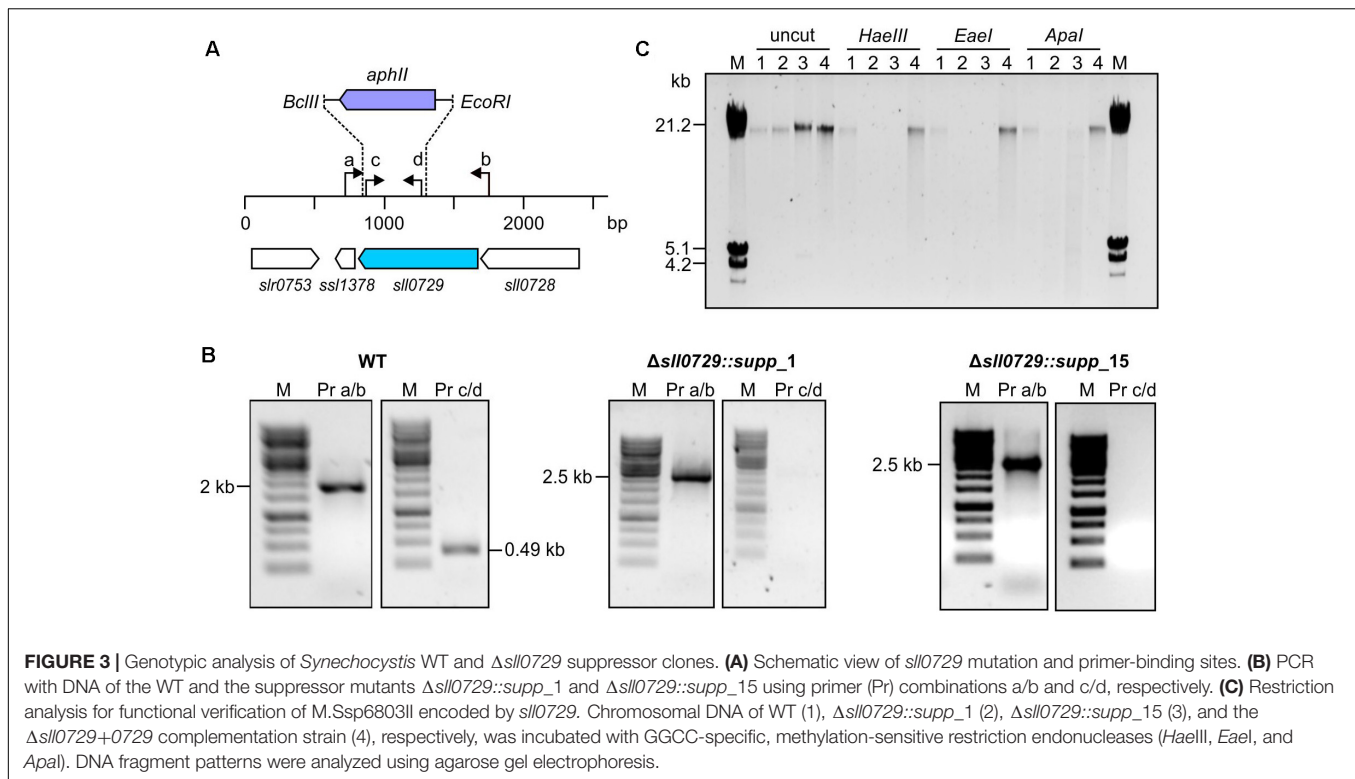 A
aphII
BclII
EcoRI
a
c
d
b
0
1000
2000
bp
slr0753
ssl1378
sll0729
sll0728
C
uncut
HaeIII
EaeI
ApaI
M 1 2 3 4 1 2 3 4 1 2 3 4 1 2 3 4 M
kb
21.2
5.1
4.2
B
WT
M Pr a/b
M Pr c/d
2 kb
0.49 kb
Δsll0729::supp_1
M Pr a/b
M Pr c/d
2.5 kb
Δsll0729::supp_15
M Pr a/b
M Pr c/d
2.5 kb
FIGURE 3 | Genotypic analysis of Synechocystis WT and Δsll0729 suppressor clones. (A) Schematic view of sll0729 mutation and primer-binding sites. (B) PCR
with DNA of the WT and the suppressor mutants Δsll0729::supp_1 and Δsll0729::supp_15 using primer (Pr) combinations a/b and c/d, respectively. (C) Restriction
analysis for functional verification of M.Ssp6803II encoded by sll0729. Chromosomal DNA of WT (1), Δsll0729::supp_1 (2), Δsll0729::supp_15 (3), and the
Δsll0729+0729 complementation strain (4), respectively, was incubated with GGCC-specific, methylation-sensitive restriction endonucleases (HaeIII, EaeI, and
ApaI). DNA fragment patterns were analyzed using agarose gel electrophoresis.